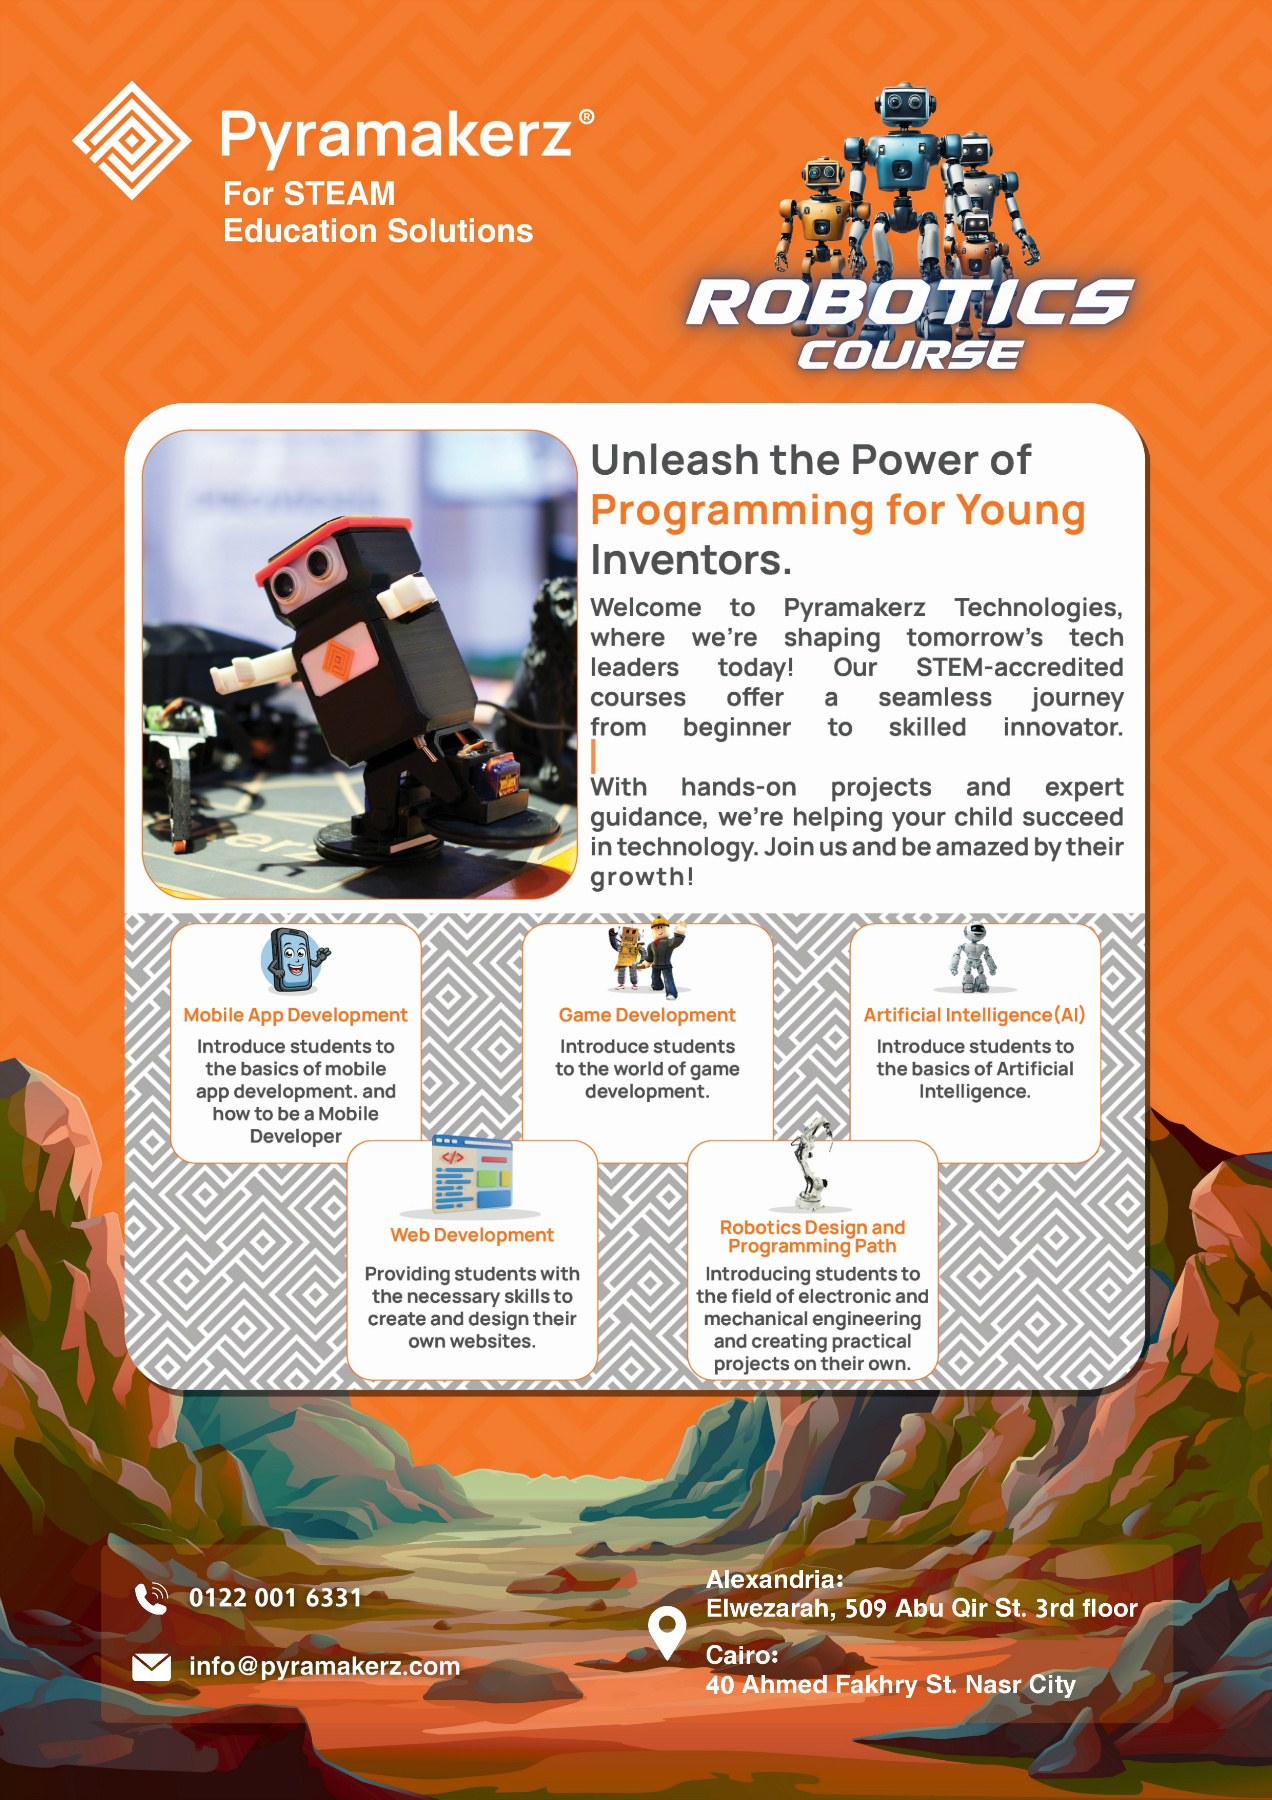 Pyramakerz®
For STEAM
Education Solutions
ROBOTICS
COURSE
Unleash the Power of
Programming for Young
Inventors.
Welcome to Pyramakerz Technologies,
where we're shaping tomorrow's tech
leaders today! Our STEM-accredited
courses offer a seamless journey
from beginner to skilled innovator.
With hands-on projects and expert
guidance, we're helping your child succeed
in technology. Join us and be amazed by their
growth!
Mobile App Development
Introduce students to
the basics of mobile
app development. and
how to be a Mobile
Developer
Game Development
Introduce students
to the world of game
development.
Artificial Intelligence(AI)
Introduce students to
the basics of Artificial
Intelligence.
</>
Web Development
Providing students with
the necessary skills to
create and design their
own websites.
Robotics Design and
Programming Path
Introducing students to
the field of electronic and
mechanical engineering
and creating practical
projects on their own.
0122 001 6331
info@pyramakerz.com
Alexandria:
Elwezarah, 509 Abu Qir St. 3rd floor
Cairo:
40 Ahmed Fakhry St. Nasr City